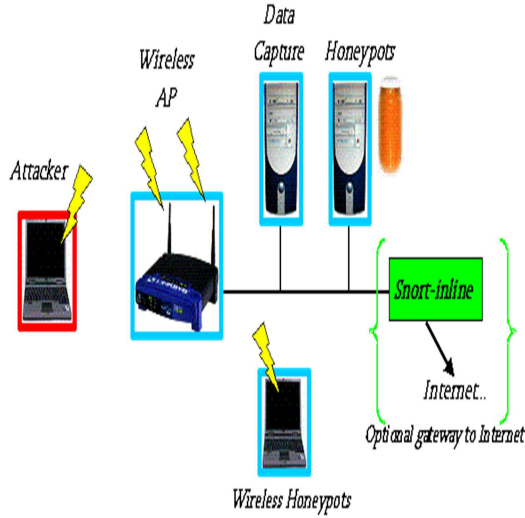 Data
Capture
Honeypots
Wireless
AP
Attacker
Snort-inline
Internet...
Optional gateway to Internet
Wireless Honeypots